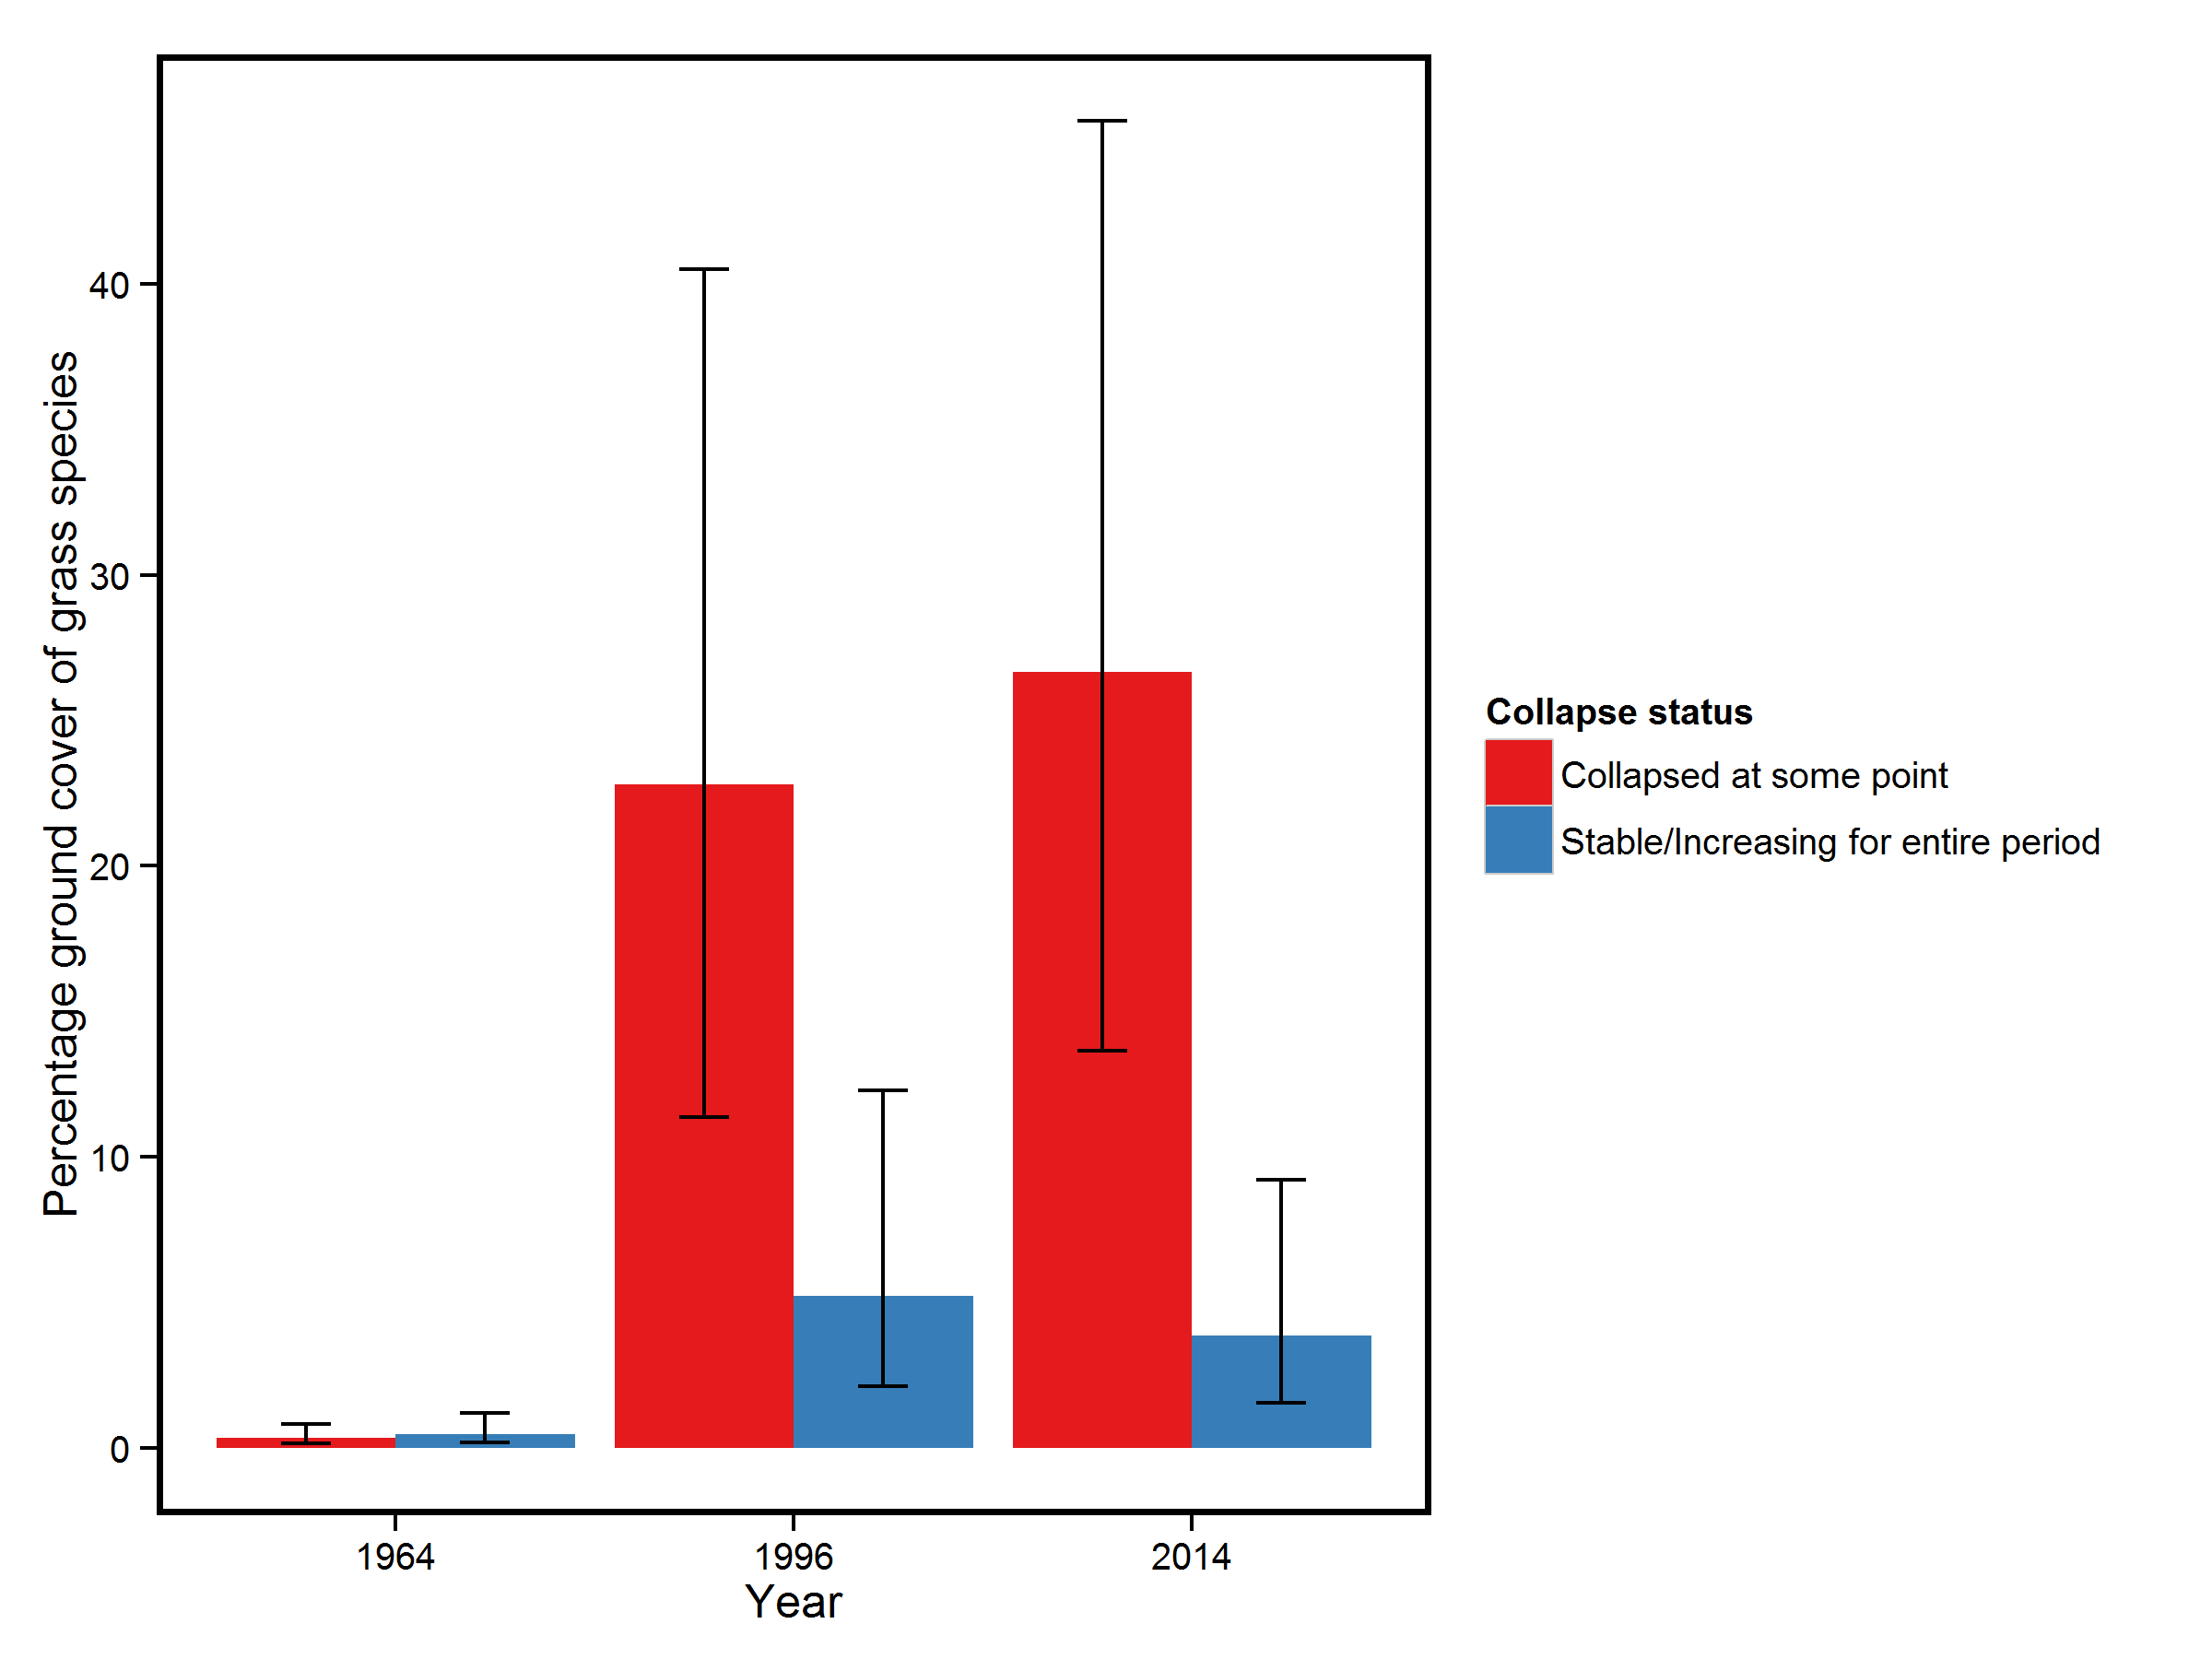 Percentage ground cover of grass species
40
30
20
10
0
1964
1996
2014
Year
Collapse status
Collapsed at some point
Stable/Increasing for entire period